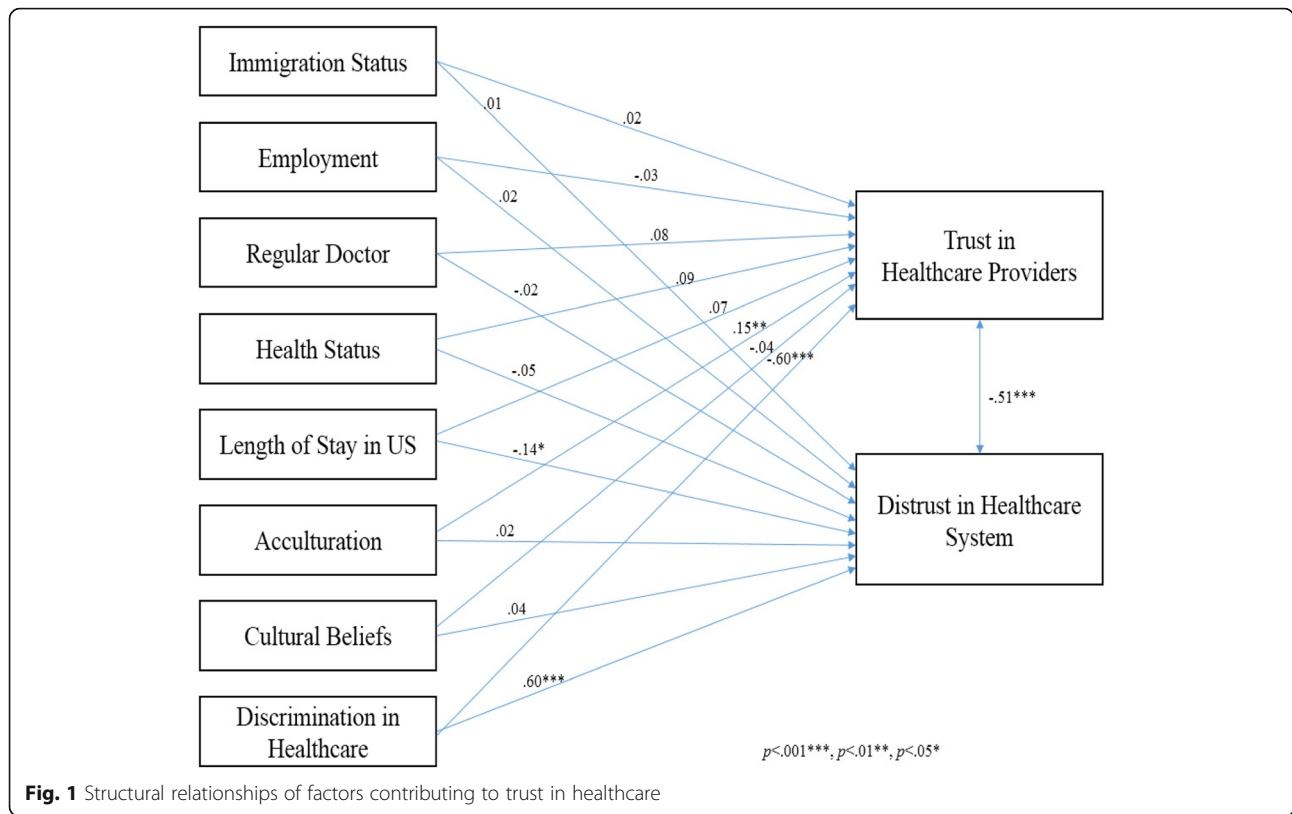 Immigration Status
Employment
Regular Doctor
Health Status
Length of Stay in US
Acculturation
Cultural Beliefs
Discrimination in
Healthcare
.01
.02
.02
-.03
.08
-.02
.09
.07
-.05
.15**
-.04
-.60***
-.14*
.02
.04
.60***
Trust in
Healthcare Providers
-.51***
Distrust in Healthcare
System
p<.001***, p<.01**, p<.05*
Fig. 1 Structural relationships of factors contributing to trust in healthcare